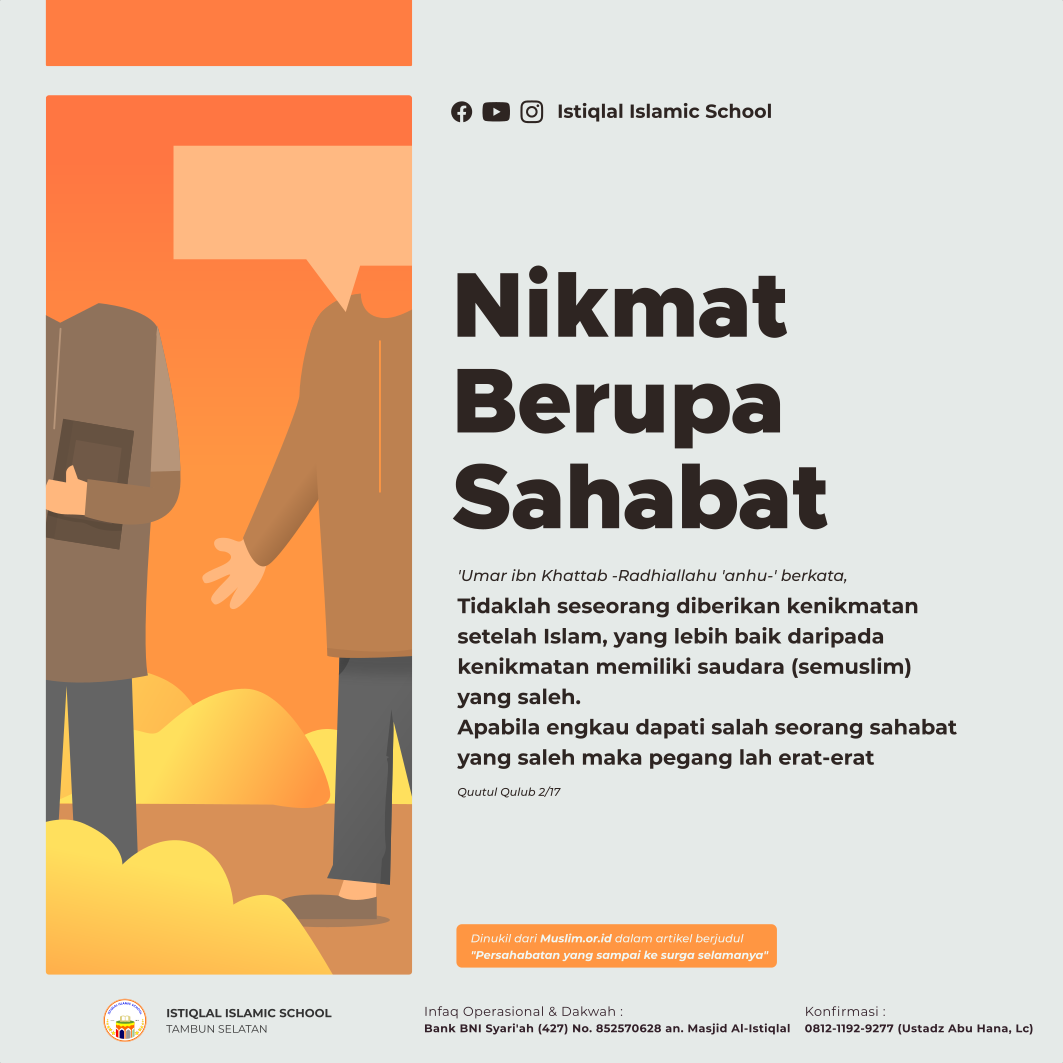 Istiqlal Islamic School
Nikmat
Berupa
Sahabat
'Umar ibn Khattab -Radhiallahu 'anhu-' berkata,
Tidaklah seseorang diberikan kenikmatan
setelah Islam, yang lebih baik daripada
kenikmatan memiliki saudara (semuslim)
yang saleh.
Apabila engkau dapati salah seorang sahabat
yang saleh maka pegang lah erat-erat
Quutul Qulub 2/17
Dinukil dari Muslim.or.id dalam artikel berjudul
"Persahabatan yang sampai ke surga selamanya"
ISTIQLAL ISLAMIC SCHOOL
TAMBUN SELATAN
Infaq Operasional & Dakwah :
Bank BNI Syari'ah (427) No. 852570628 an. Masjid Al-Istiqlal
Konfirmasi :
0812-1192-9277 (Ustadz Abu Hana, Lc)